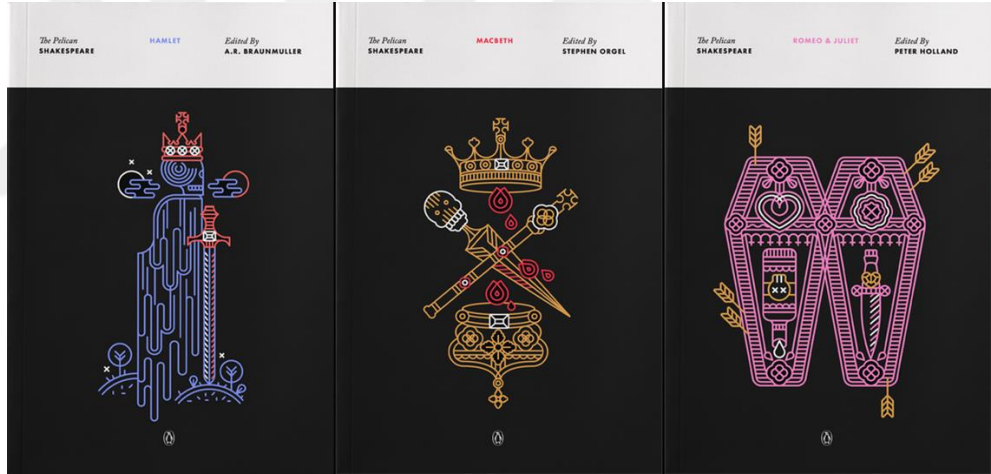 The Pelican
SHAKESPEARE
HAMLET
Edited By
A.R. BRAUNMULLER
The Pelican
SHAKESPEARE
MACBETH
Edited By
STEPHEN ORGEL
The Pelican
SHAKESPEARE
ROMEO & JULIET
Edited By
PETER HOLLAND